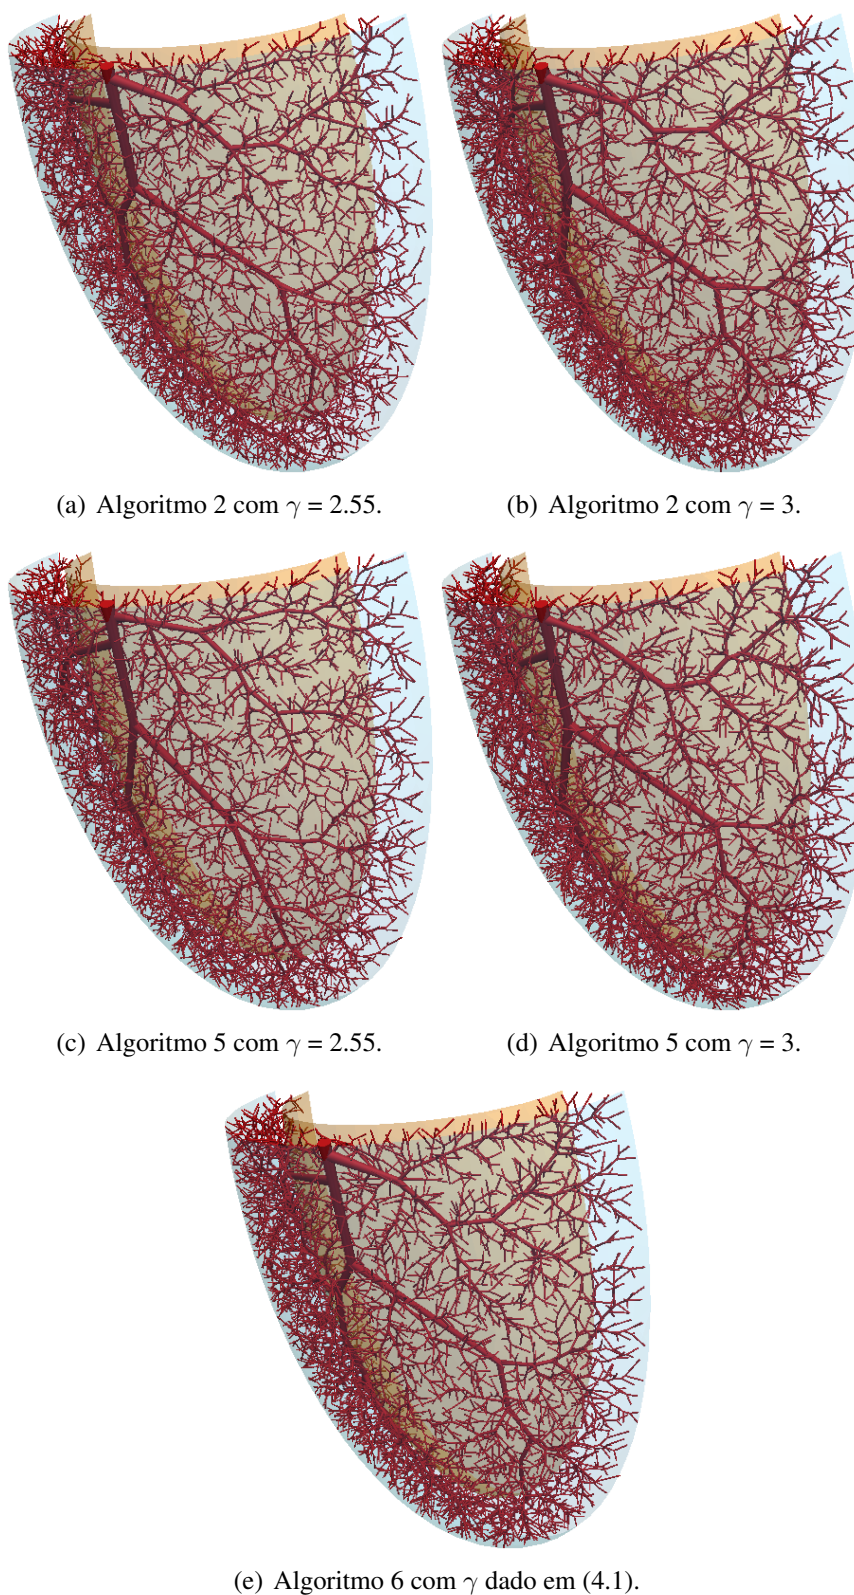 (a) Algoritmo 2 com γ = 2.55.
(b) Algoritmo 2 com γ = 3.
(c) Algoritmo 5 com γ = 2.55.
(d) Algoritmo 5 com γ = 3.
(e) Algoritmo 6 com γ dado em (4.1).